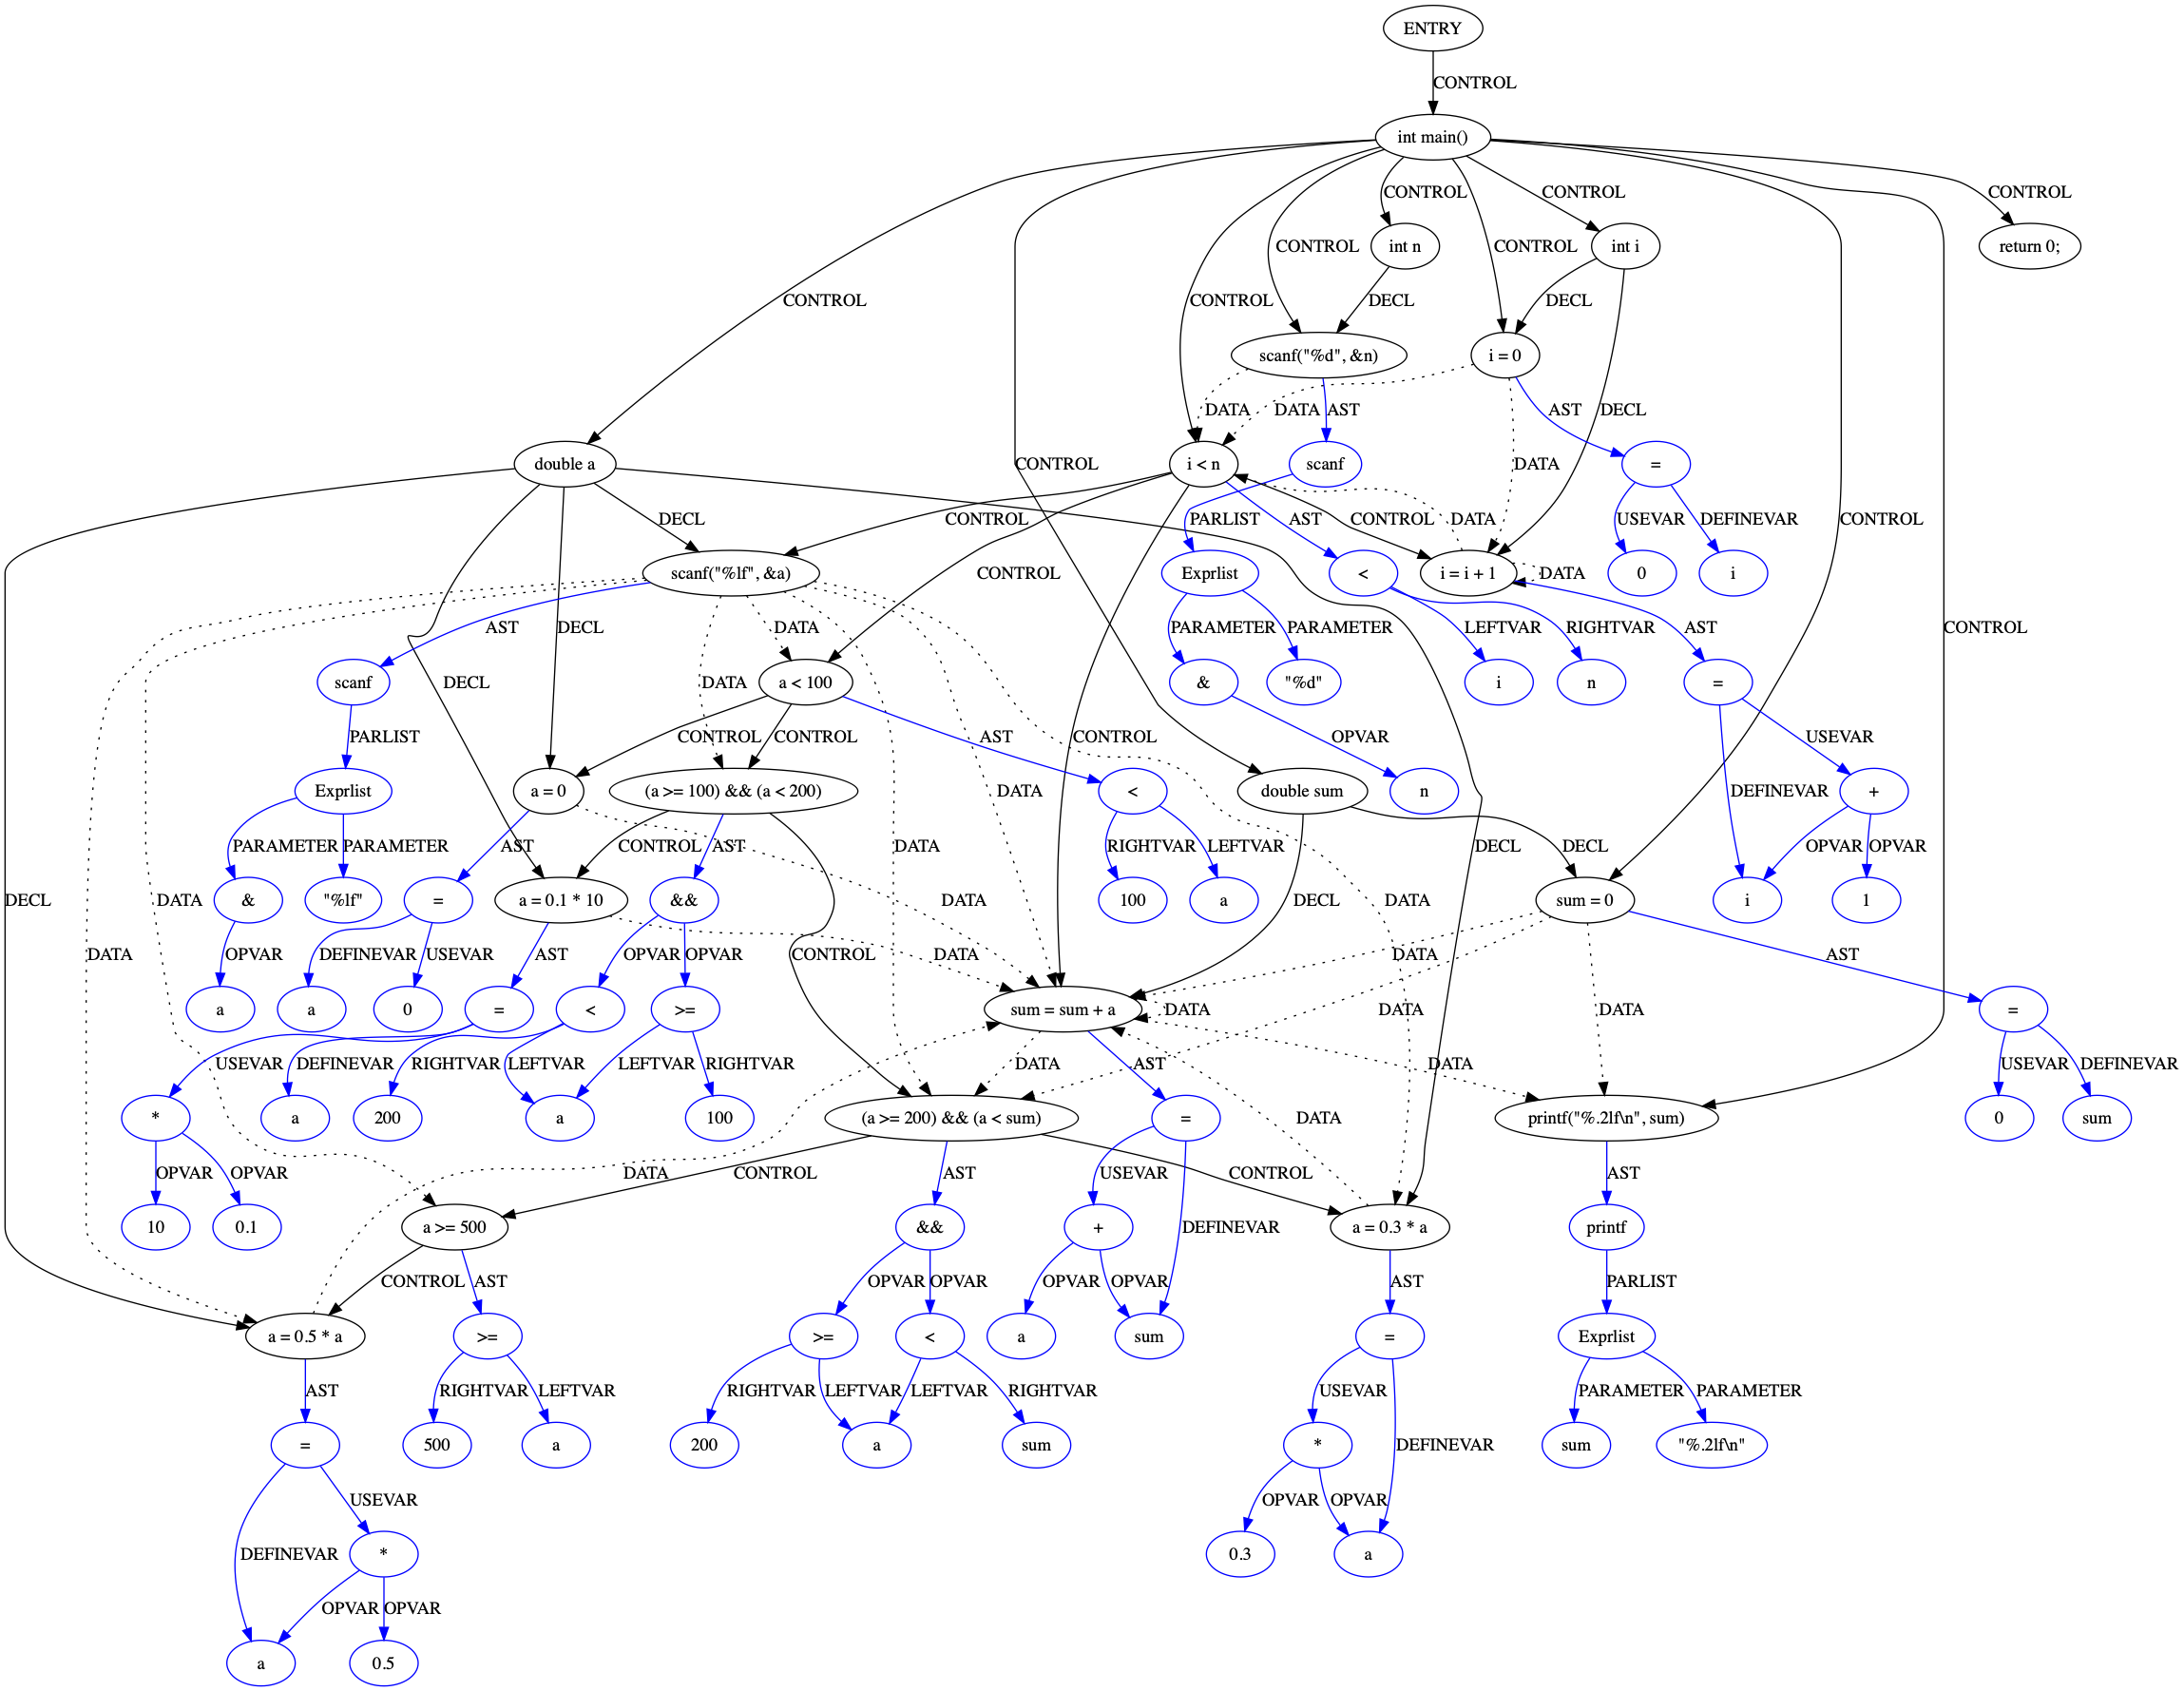 ENTRY
CONTROL
int main()
CONTROL CONTROL CONTROL
CONTROL CONTROL int n int i return 0;
CONTROL CONTROL DECL DECL
scanf("%d", &n) i = 0
DATA DATA AST AST DECL
double a CONTROL i < n scanf DATA =
DECL CONTROL PARLIST AST CONTROL DATA USEVAR DEFINEVAR CONTROL
scanf("%lf", &a) CONTROL Exprlist < i = i + 1 DATA 0 i
AST DECL DATA PARAMETER PARAMETER LEFTVAR RIGHTVAR AST CONTROL
scanf DECL DATA a < 100 & "%d" i n =
PARLIST CONTROL CONTROL AST CONTROL OPVAR USEVAR
Exprlist a = 0 (a >= 100) && (a < 200) DATA < double sum n DEFINEVAR +
PARAMETER PARAMETER AST CONTROL AST DATA RIGHTVAR LEFTVAR DECL DECL OPVAR OPVAR
DECL DATA & "%lf" = a = 0.1 * 10 && DATA 100 a DECL DATA sum = 0 i 1
DATA OPVAR DEFINEVAR USEVAR AST OPVAR OPVAR CONTROL DATA DATA AST
a a 0 = < >= sum = sum + a DATA DATA DATA =
USEVAR DEFINEVAR RIGHTVAR LEFTVAR LEFTVAR RIGHTVAR DATA AST DATA USEVAR DEFINEVAR
* a 200 a 100 (a >= 200) && (a < sum) = DATA printf("%.2lf\n", sum) 0 sum
OPVAR OPVAR DATA CONTROL AST USEVAR CONTROL AST
10 0.1 a >= 500 && + DEFINEVAR a = 0.3 * a printf
CONTROL AST OPVAR OPVAR OPVAR OPVAR AST PARLIST
a = 0.5 * a >= >= < a sum = Exprlist
AST RIGHTVAR LEFTVAR RIGHTVAR LEFTVAR LEFTVAR RIGHTVAR USEVAR PARAMETER PARAMETER
= 500 a 200 a sum * DEFINEVAR sum "%.2lf\n"
USEVAR OPVAR OPVAR
DEFINEVAR * 0.3 a
OPVAR OPVAR
a 0.5